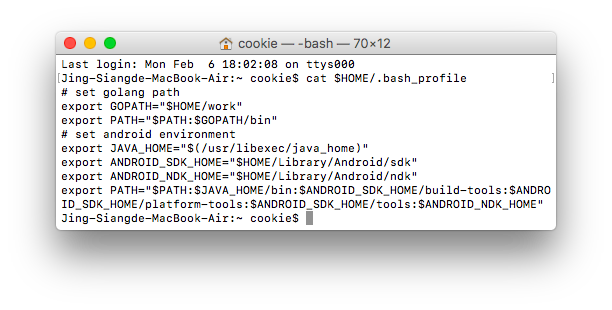 cookie — -bash — 70×12
Last login: Mon Feb  6 18:02:08 on ttys000
[Jing-Siangde-MacBook-Air:~ cookie$ cat $HOME/.bash_profile ]
# set golang path
export GOPATH="$HOME/work"
export PATH="$PATH:$GOPATH/bin"
# set android environment
export JAVA_HOME="$(/usr/libexec/java_home)"
export ANDROID_SDK_HOME="$HOME/Library/Android/sdk"
export ANDROID_NDK_HOME="$HOME/Library/Android/ndk"
export PATH="$PATH:$JAVA_HOME/bin:$ANDROID_SDK_HOME/build-tools:$ANDRO
ID_SDK_HOME/platform-tools:$ANDROID_SDK_HOME/tools:$ANDROID_NDK_HOME"
Jing-Siangde-MacBook-Air:~ cookie$